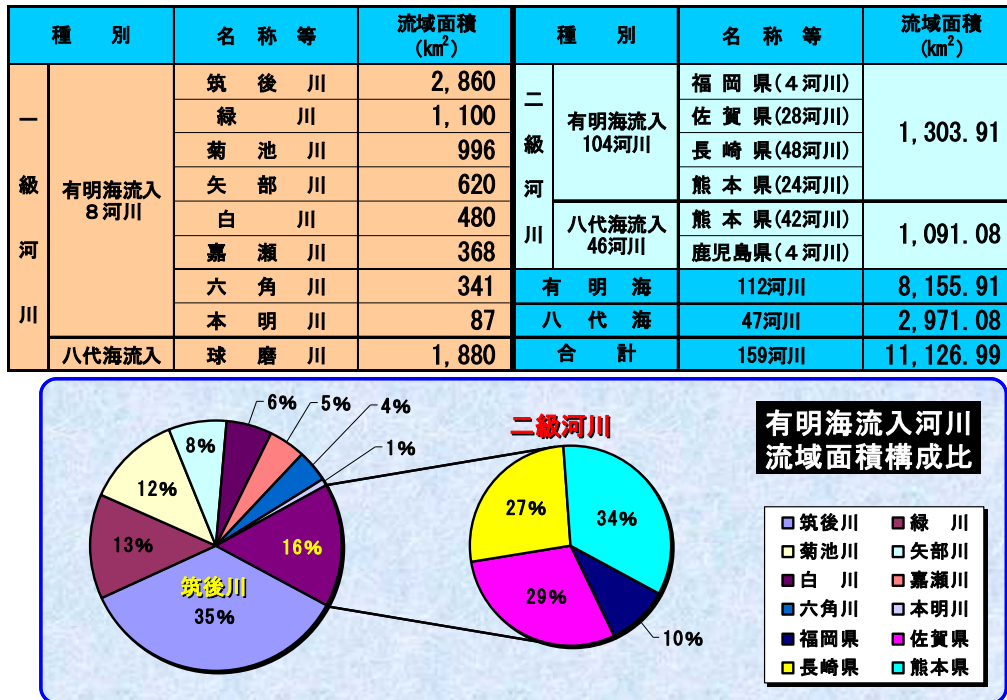 種別 名称等 流域面積(km²)
一級河川
有明海流入 8河川
筑後川 2,860
緑川 1,100
菊池川 996
矢部川 620
白川 480
嘉瀬川 368
六角川 341
本明川 87
八代海流入 球磨川 1,880
種別 名称等 流域面積(km²)
二級河川
有明海流入 104河川
福岡県(4河川)
佐賀県(28河川)
長崎県(48河川)
熊本県(24河川)
1,303.91
八代海流入 46河川
熊本県(42河川)
鹿児島県(4河川)
1,091.08
有明海 112河川 8,155.91
八代海 47河川 2,971.08
合計 159河川 11,126.99
有明海流入河川
流域面積構成比
6%
5%
4%
1%
8%
12%
13%
16%
筑後川
35%
二級河川
27%
34%
29%
10%
筑後川 緑川
菊池川 矢部川
白川 嘉瀬川
六角川 本明川
福岡県 佐賀県
長崎県 熊本県